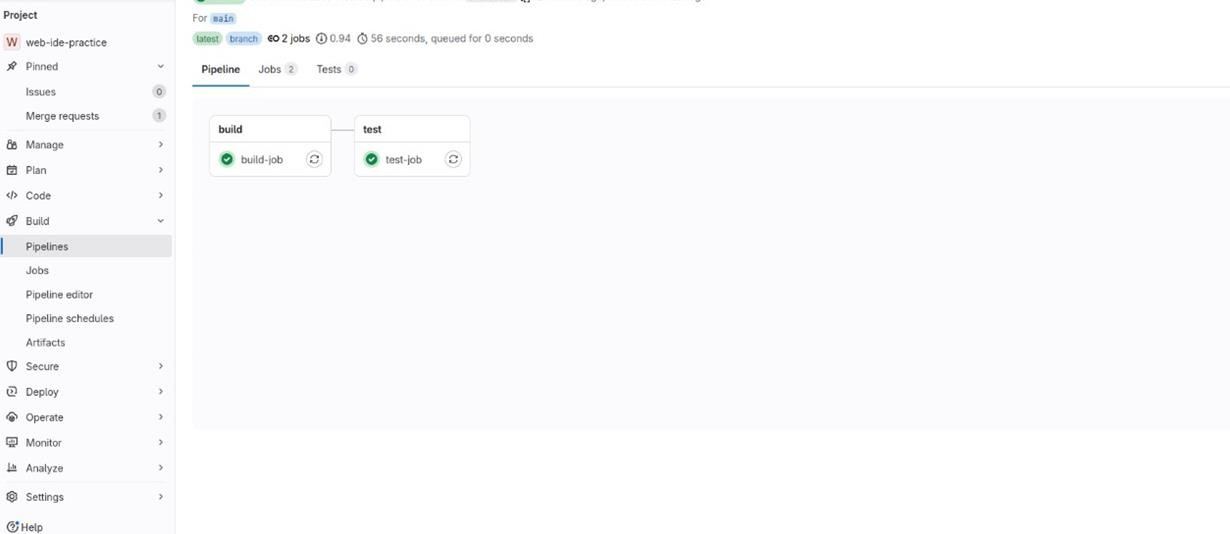 Project
W web-ide-practice
Pinned
Issues 0
Merge requests 1
Manage
Plan
Code
Build
Pipelines
Jobs
Pipeline editor
Pipeline schedules
Artifacts
Secure
Deploy
Operate
Monitor
Analyze
Settings
Help
For main
latest branch 2 jobs 0.94 56 seconds, queued for 0 seconds
Pipeline Jobs 2 Tests 0
build
build-job
test
test-job